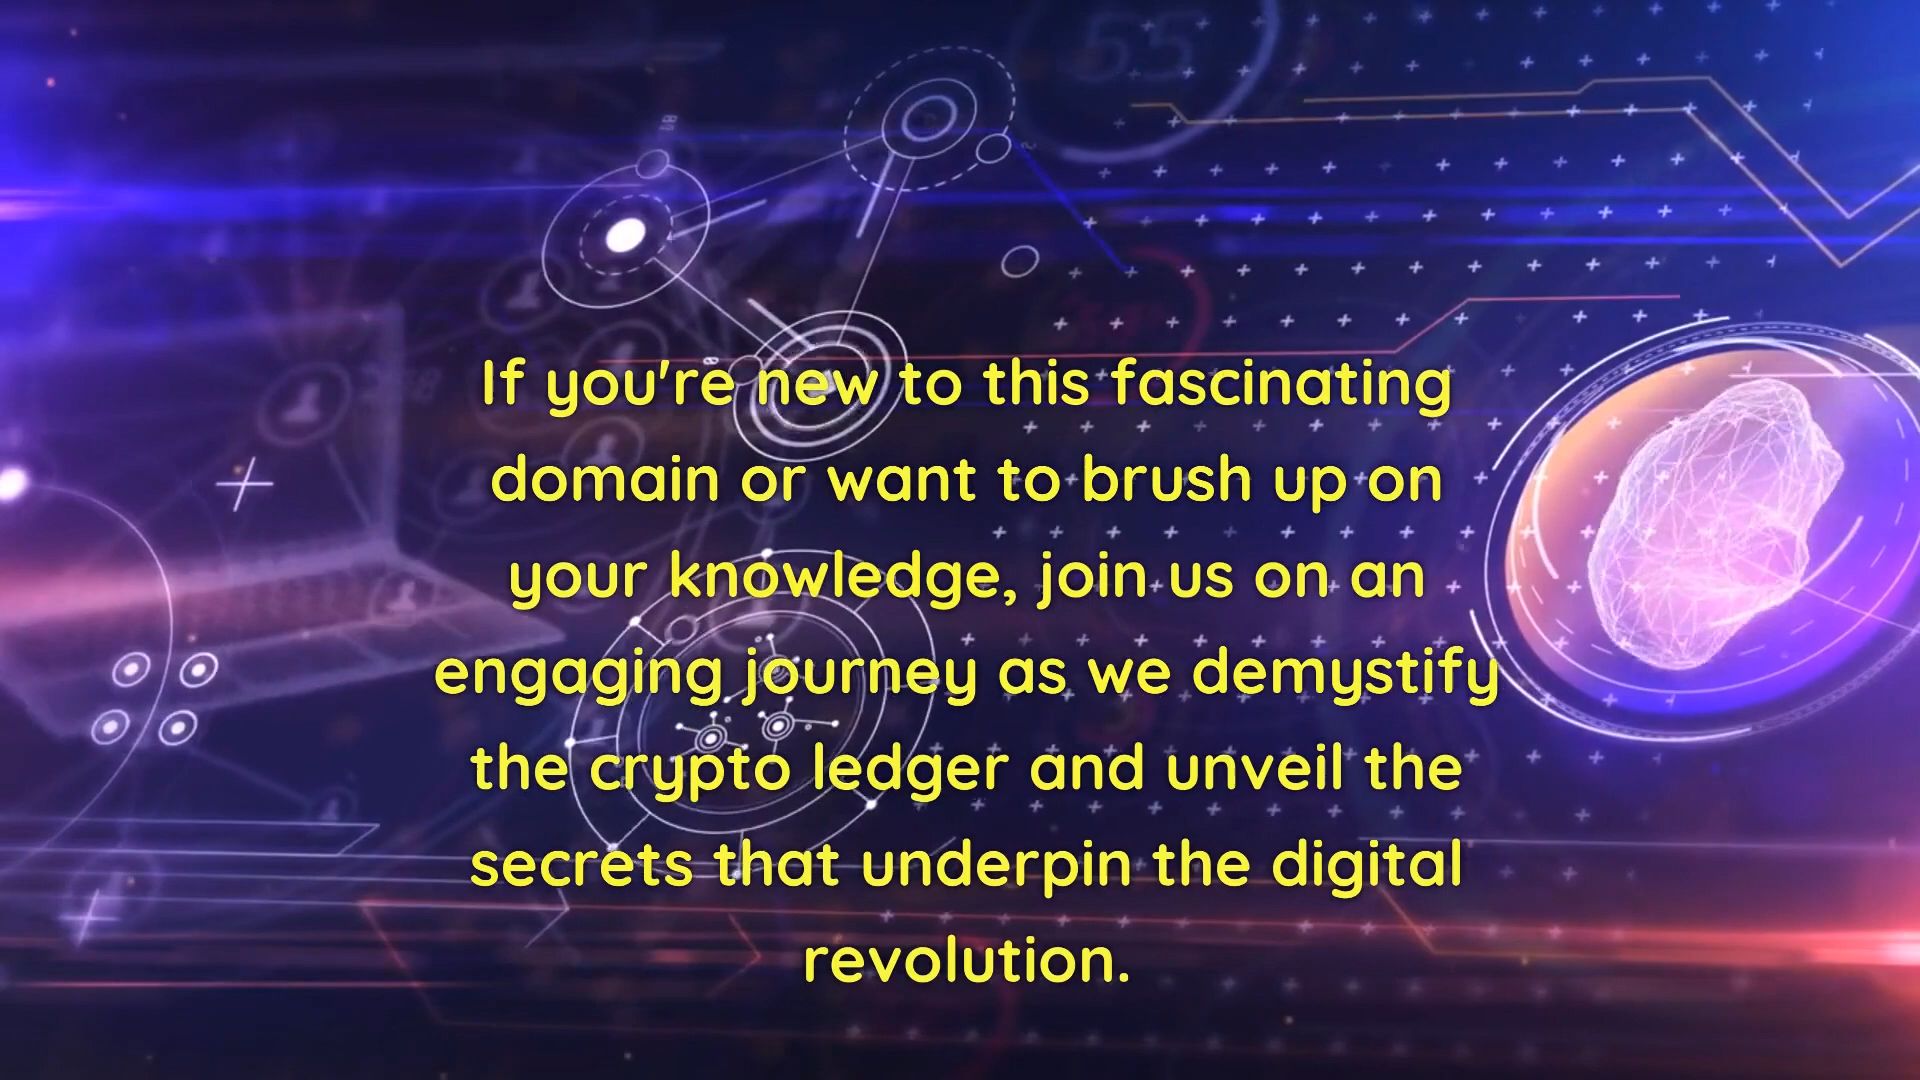 55
If you're new to this fascinating
domain or want to brush up on
your knowledge, join us on an
engaging journey as we demystify
the crypto ledger and unveil the
secrets that underpin the digital
revolution.